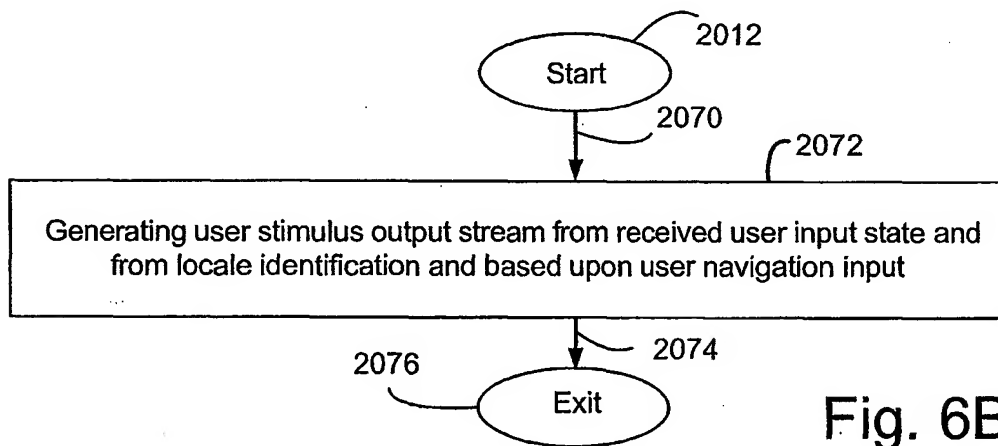 2012
Start
2070
2072
Generating user stimulus output stream from received user input state and
from locale identification and based upon user navigation input
2074
2076
Exit
Fig. 6B